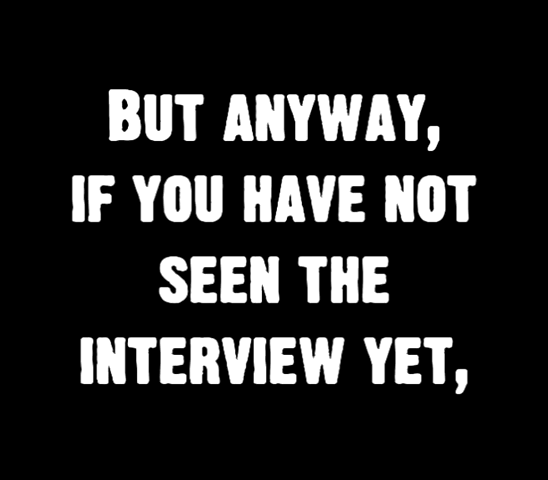 But anyway,
if you have not
seen the
interview yet,